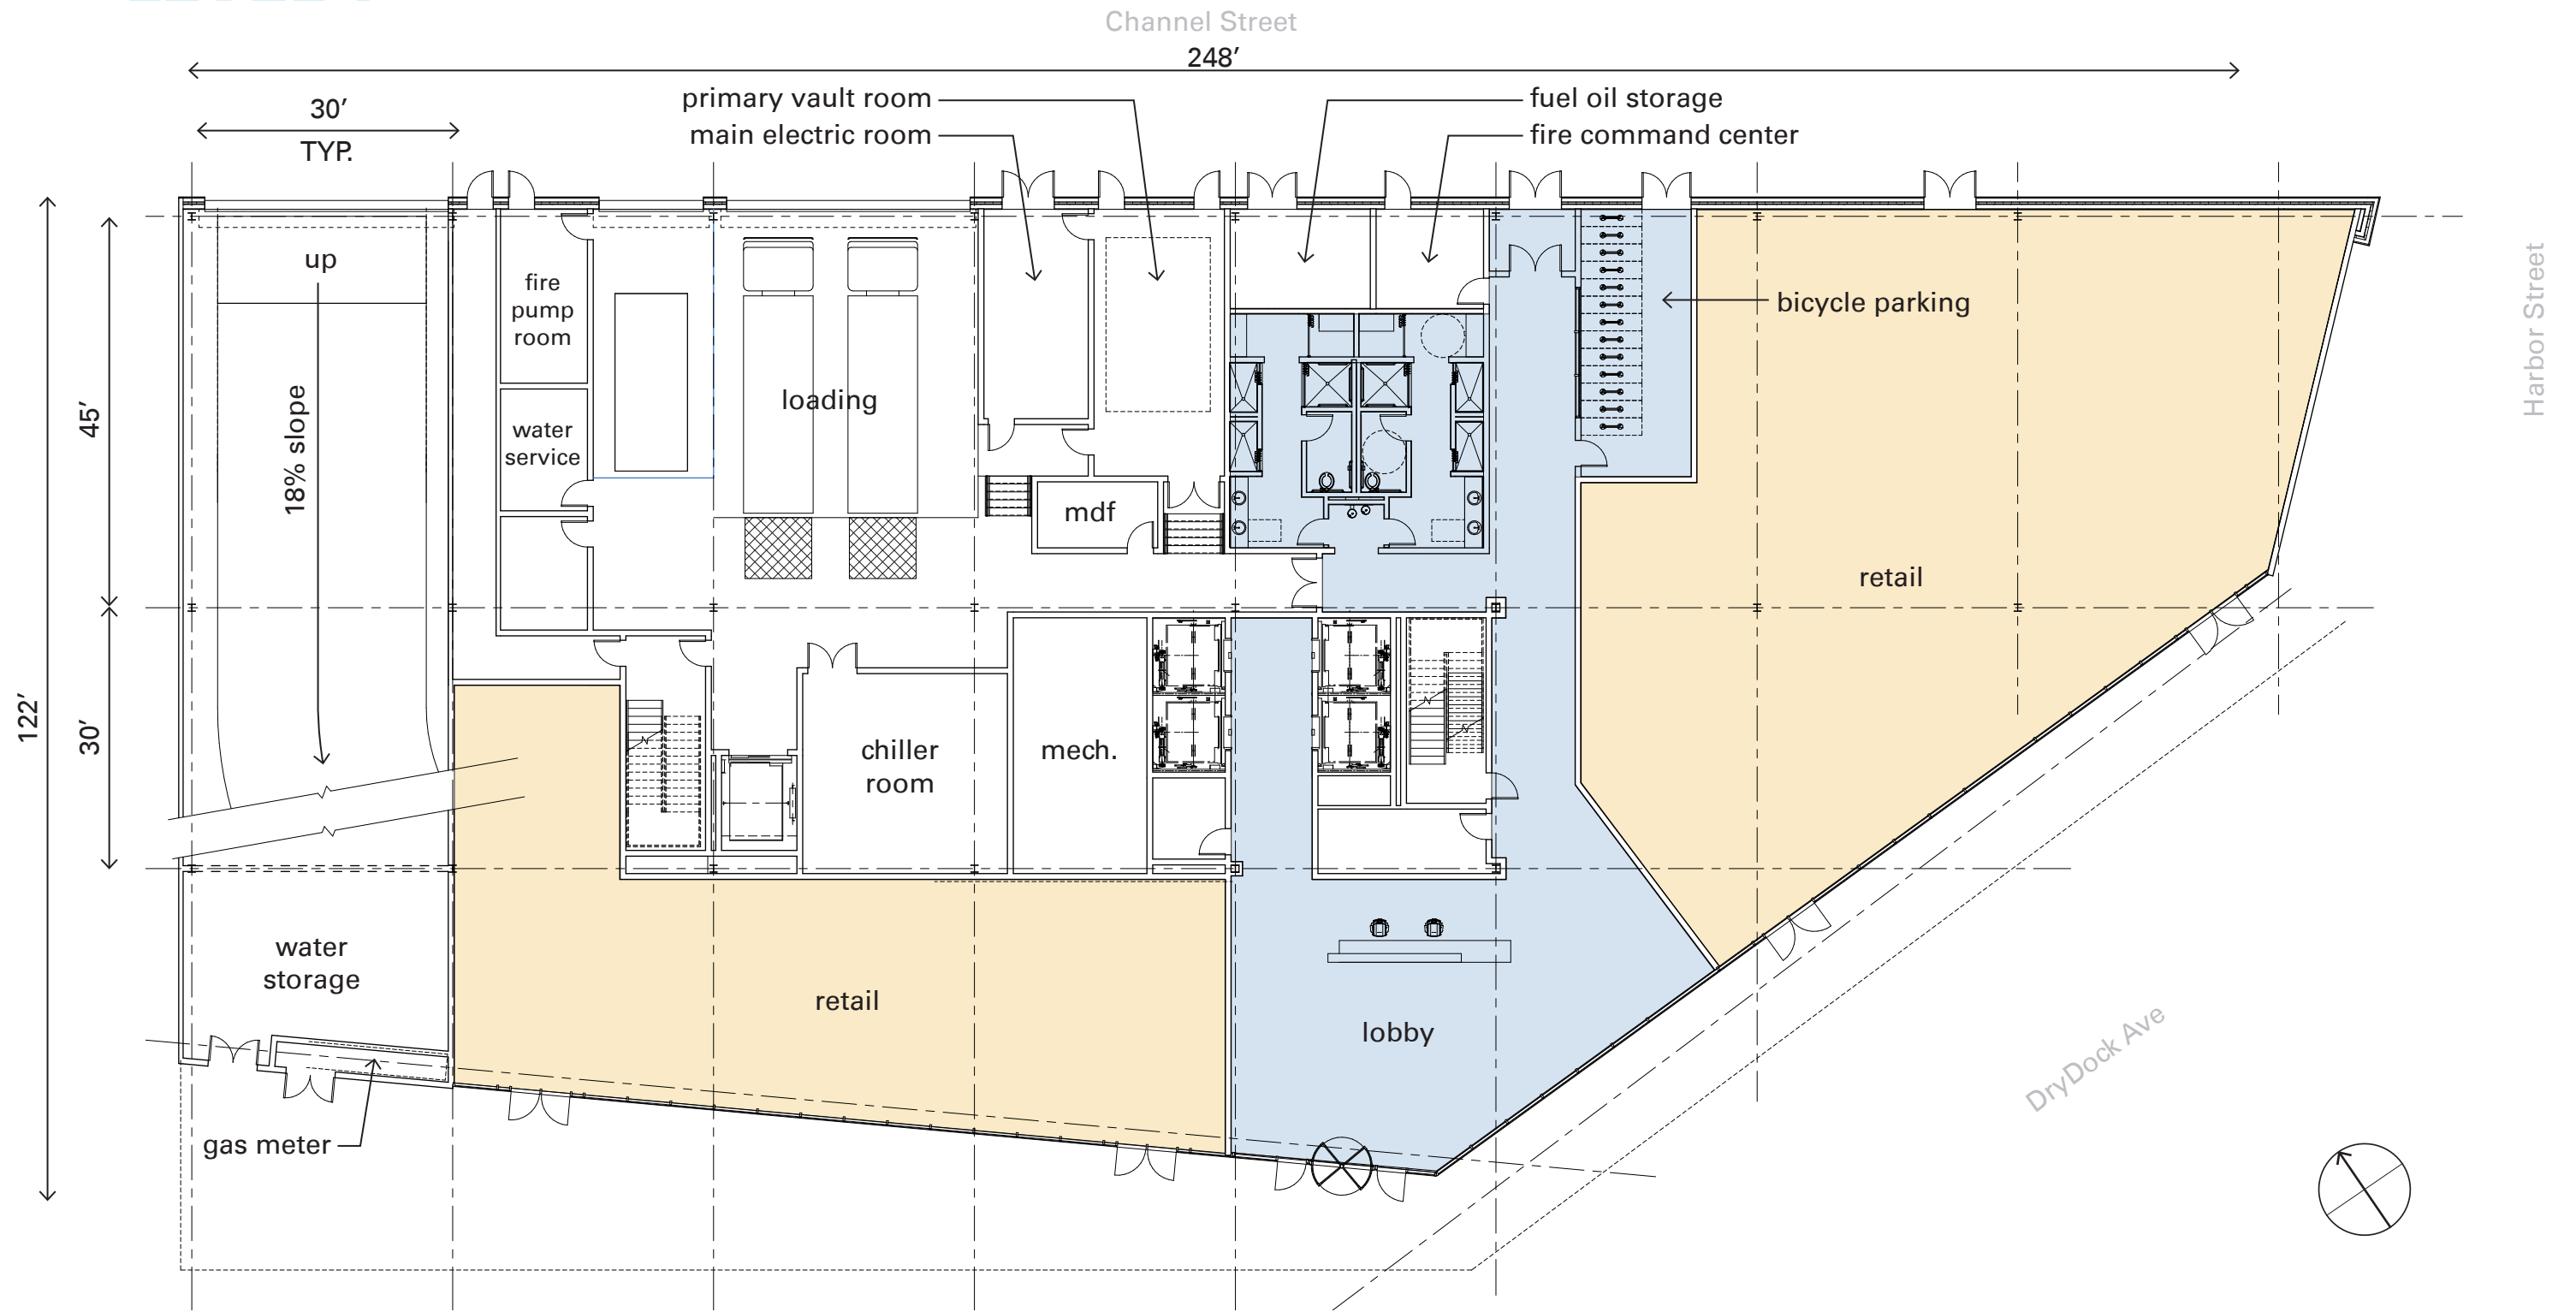 Channel Street
248’
30’
TYP.
primary vault room
main electric room
fuel oil storage
fire command center
up
fire
pump
room
bicycle parking
Harbor Street
45’
18% slope
loading
water
service
mdf
retail
122’
30’
chiller
room
mech.
water
storage
retail
lobby
DryDock Ave
gas meter